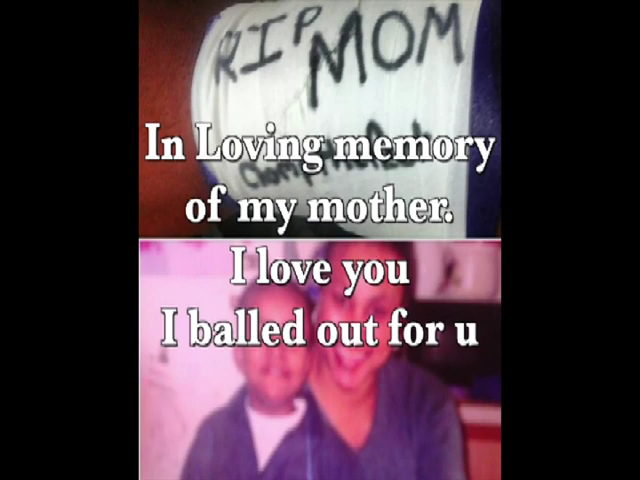 RIP MOM
In Loving memory
of my mother.
I love you
I balled out for u